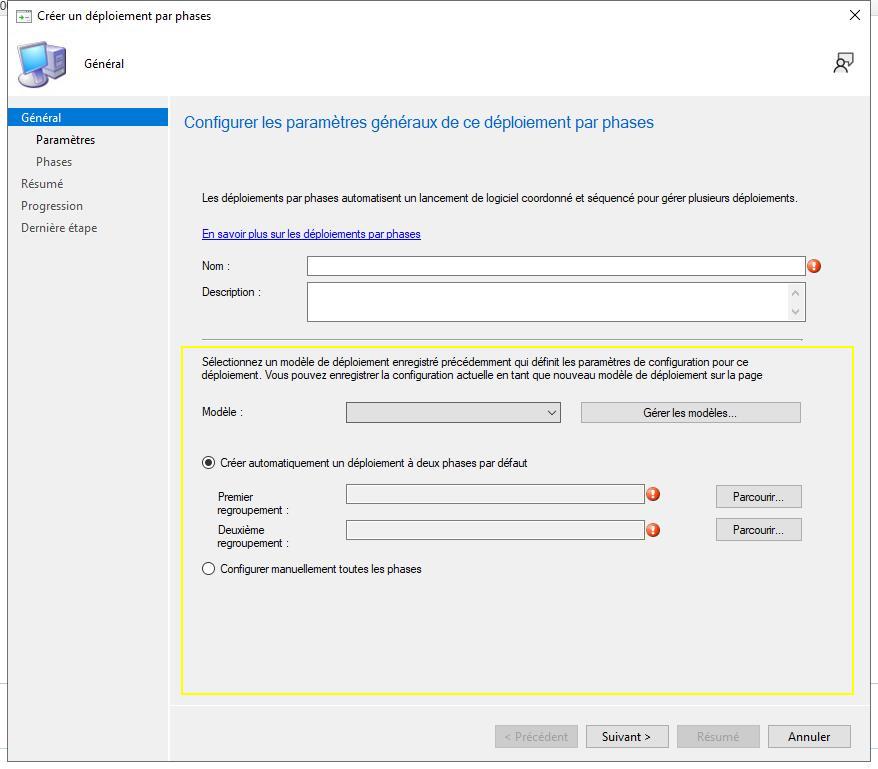 Créer un déploiement par phases
Général
Général
Paramètres
Phases
Résumé
Progression
Dernière étape
Configurer les paramètres généraux de ce déploiement par phases
Les déploiements par phases automatisent un lancement de logiciel coordonné et séquencé pour gérer plusieurs déploiements.
En savoir plus sur les déploiements par phases
Nom :
Description :
Sélectionnez un modèle de déploiement enregistré précédemment qui définit les paramètres de configuration pour ce
déploiement. Vous pouvez enregistrer la configuration actuelle en tant que nouveau modèle de déploiement sur la page
Modèle :
Gérer les modèles...
Créer automatiquement un déploiement à deux phases par défaut
Premier
regroupement :
Parcourir...
Deuxième
regroupement :
Parcourir...
Configurer manuellement toutes les phases
< Précédent
Suivant >
Résumé
Annuler